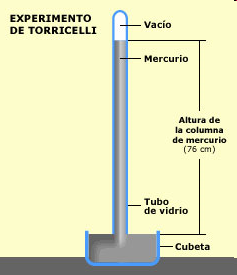 EXPERIMENTO
DE TORRICELLI
Vacío
Mercurio
Altura de
la columna
de mercurio
(76 cm)
Tubo
de vidrio
Cubeta